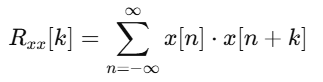 $R_{xx}[k] = \sum_{n=-\infty}^{\infty} x[n] \cdot x[n+k]$